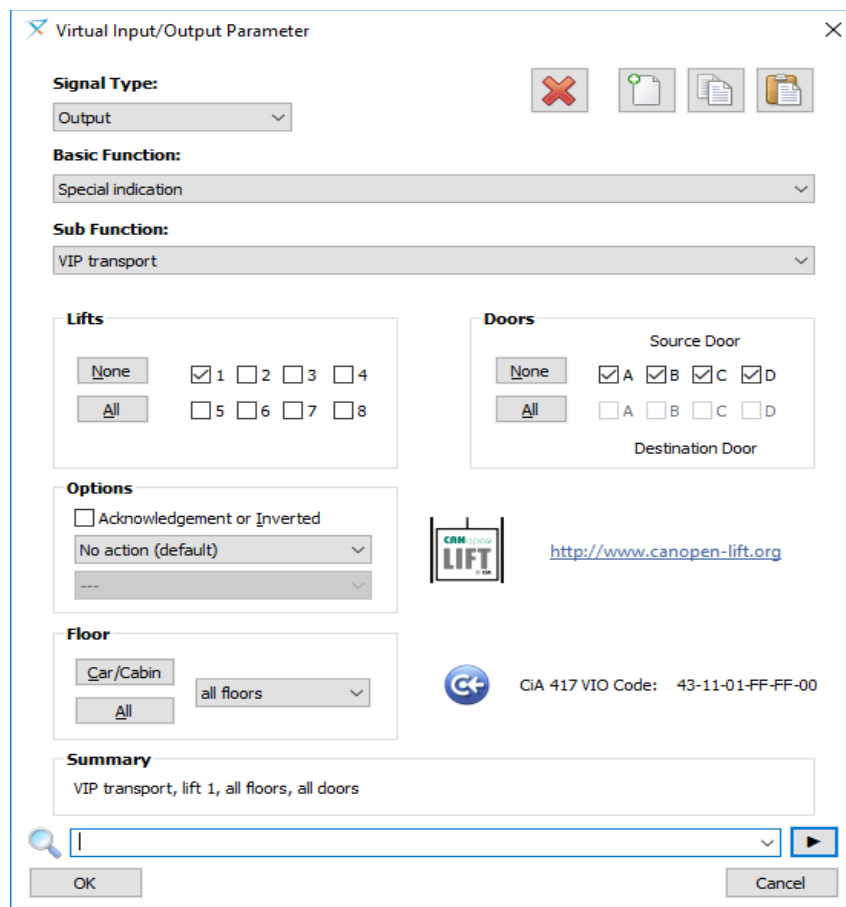 Virtual Input/Output Parameter
Signal Type:
Output
Basic Function:
Special indication
Sub Function:
VIP transport
Lifts
None
1 2 3 4
All
5 6 7 8
Doors
Source Door
None
A B C D
All
A B C D
Destination Door
Options
Acknowledgement or Inverted
No action (default)
---
CANopen
LIFT
http://www.canopen-lift.org
Floor
Car/Cabin
All
all floors
CiA 417 VIO Code: 43-11-01-FF-FF-00
Summary
VIP transport, lift 1, all floors, all doors
OK
Cancel